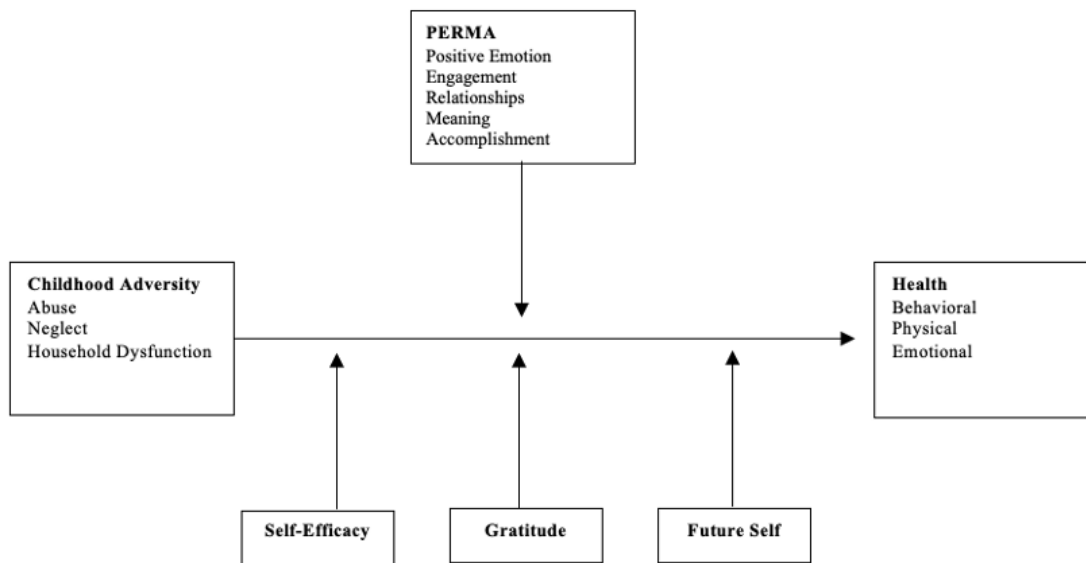 PERMA
Positive Emotion
Engagement
Relationships
Meaning
Accomplishment
Childhood Adversity
Abuse
Neglect
Household Dysfunction
Health
Behavioral
Physical
Emotional
Self-Efficacy
Gratitude
Future Self